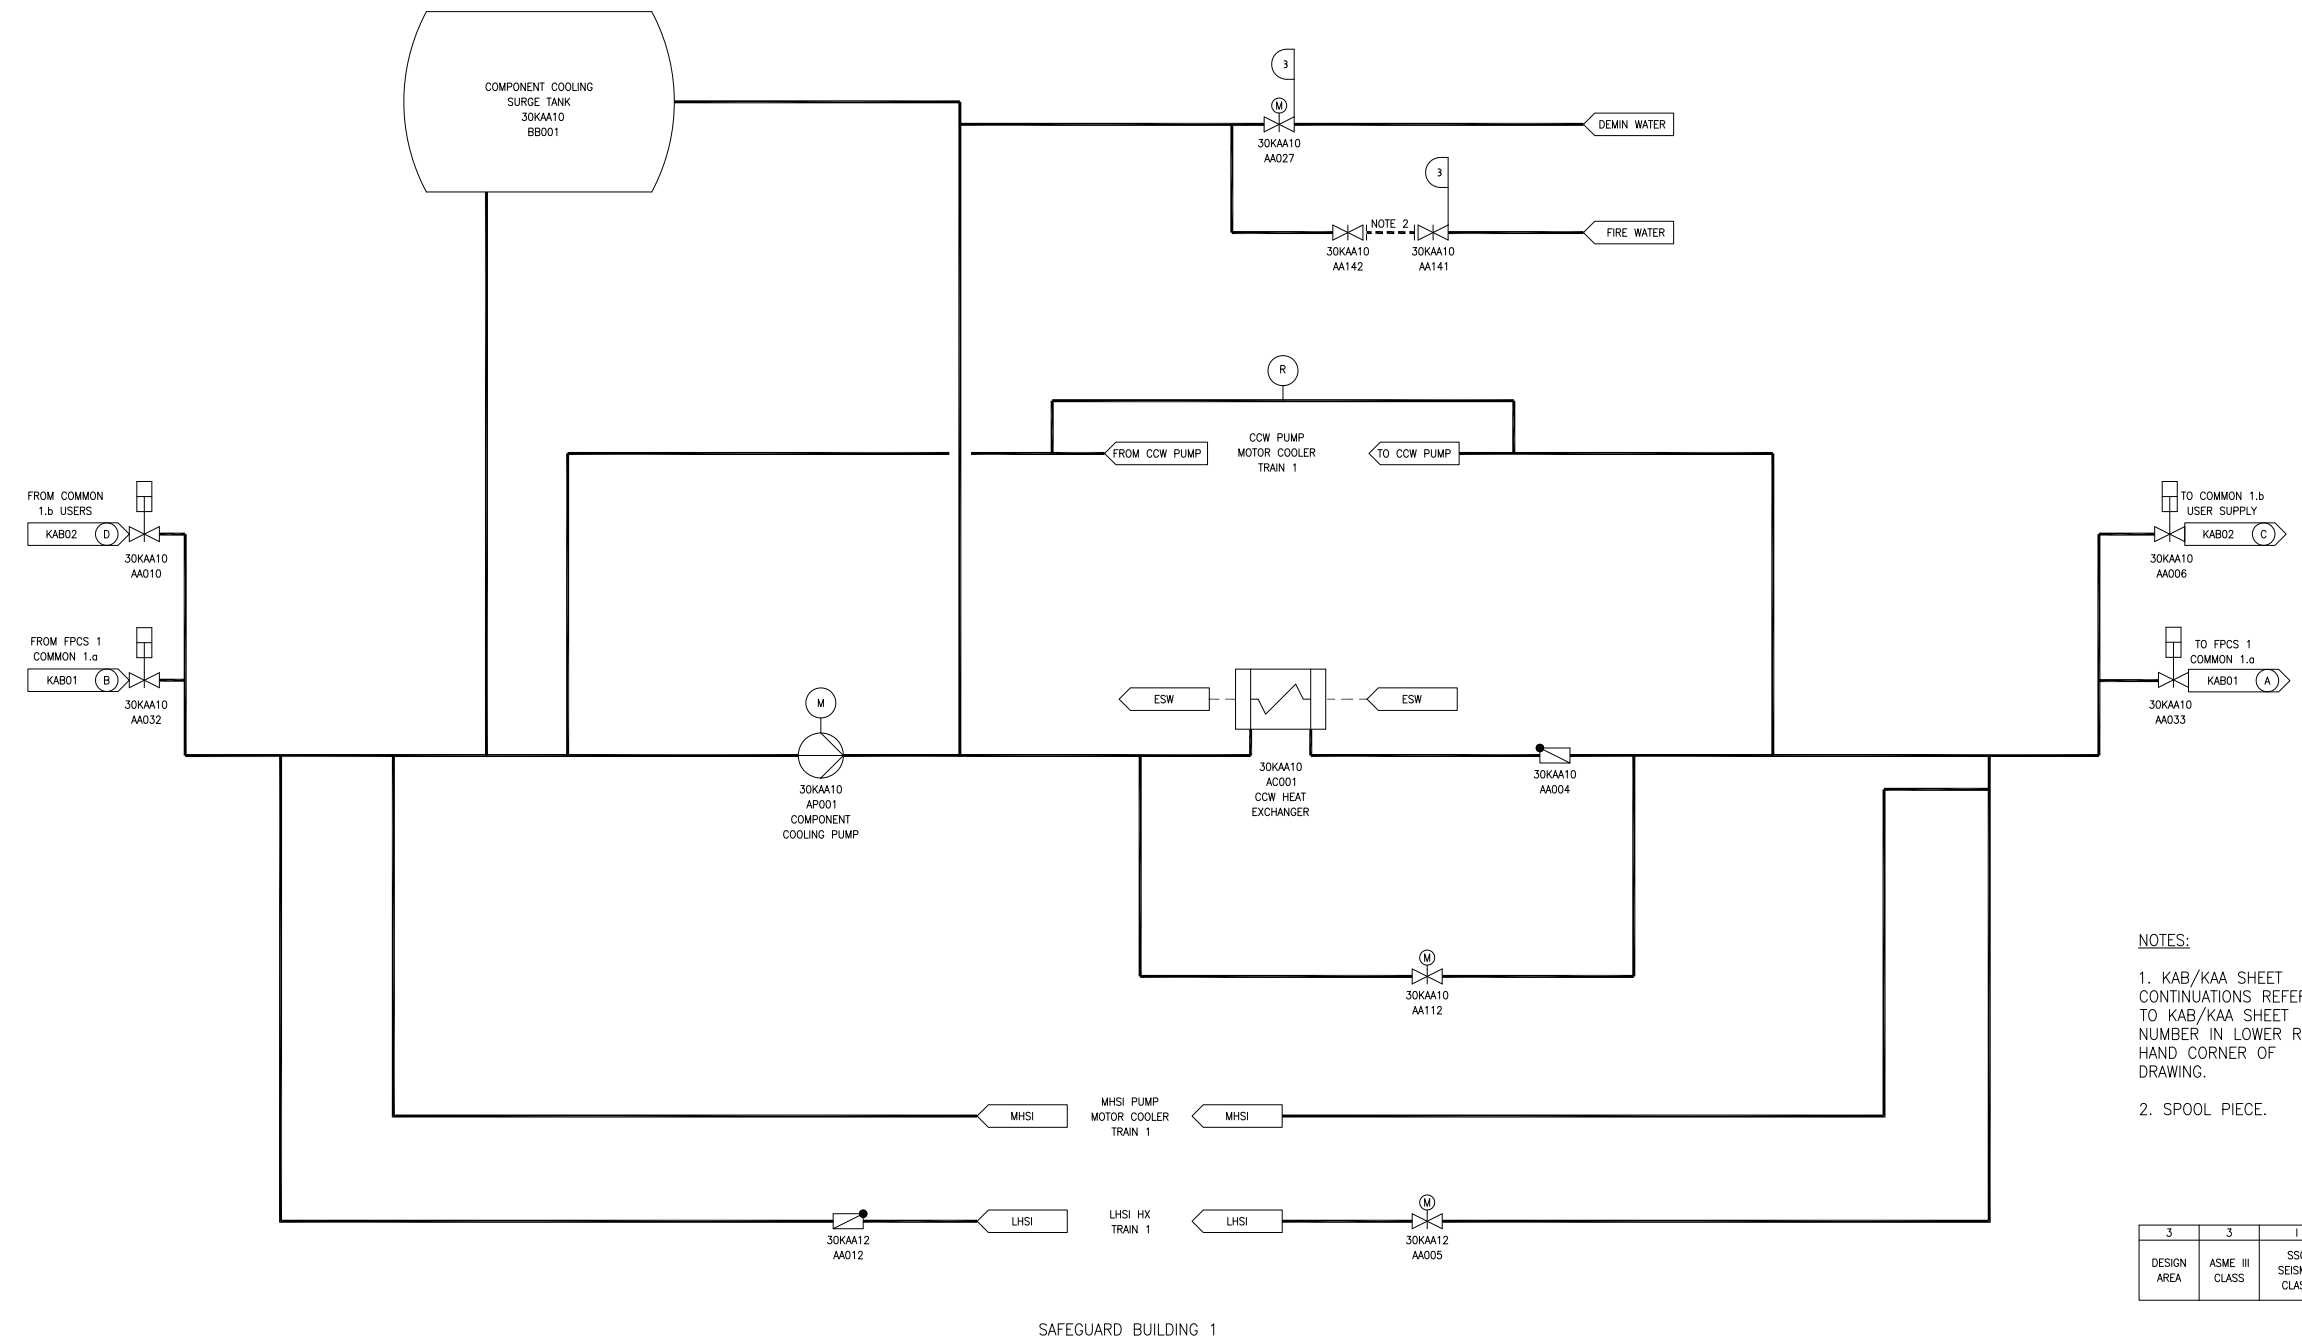 COMPONENT COOLING
SURGE TANK
30KAA10
BB001
3
M
30KAA10
AA027
DEMIN WATER
3
NOTE 2
30KAA10
AA142
30KAA10
AA141
FIRE WATER
R
FROM CCW PUMP
CCW PUMP
MOTOR COOLER
TRAIN 1
TO CCW PUMP
FROM COMMON
1.b USERS
KAB02
D
30KAA10
AA010
TO COMMON 1.b
USER SUPPLY
KAB02
C
30KAA10
AA006
FROM FPCS 1
COMMON 1.a
KAB01
B
30KAA10
AA032
TO FPCS 1
COMMON 1.a
KAB01
A
30KAA10
AA033
M
30KAA10
AP001
COMPONENT
COOLING PUMP
ESW
ESW
30KAA10
AC001
CCW HEAT
EXCHANGER
30KAA10
AA004
M
30KAA10
AA112
MHSI
MHSI PUMP
MOTOR COOLER
TRAIN 1
MHSI
30KAA12
AA012
LHSI
LHSI HX
TRAIN 1
LHSI
M
30KAA12
AA005
NOTES:
1. KAB/KAA SHEET
CONTINUATIONS REFER
TO KAB/KAA SHEET
NUMBER IN LOWER R
HAND CORNER OF
DRAWING.
2. SPOOL PIECE.
3
3
I
DESIGN
AREA
ASME III
CLASS
SAFEGUARD BUILDING 1